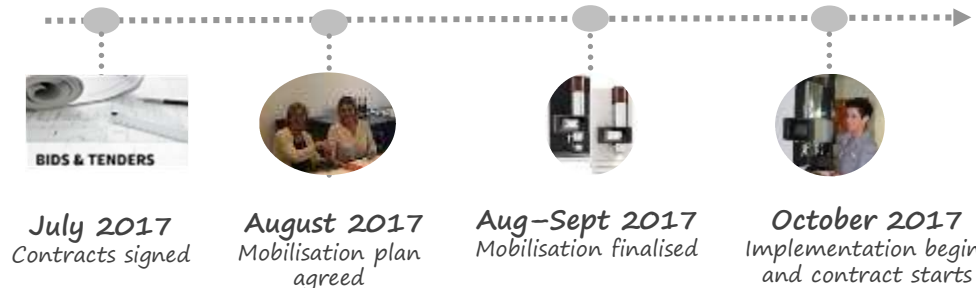 BIDS & TENDERS
July 2017
Contracts signed
August 2017
Mobilisation plan
agreed
Aug–Sept 2017
Mobilisation finalised
October 2017
Implementation begin
and contract starts